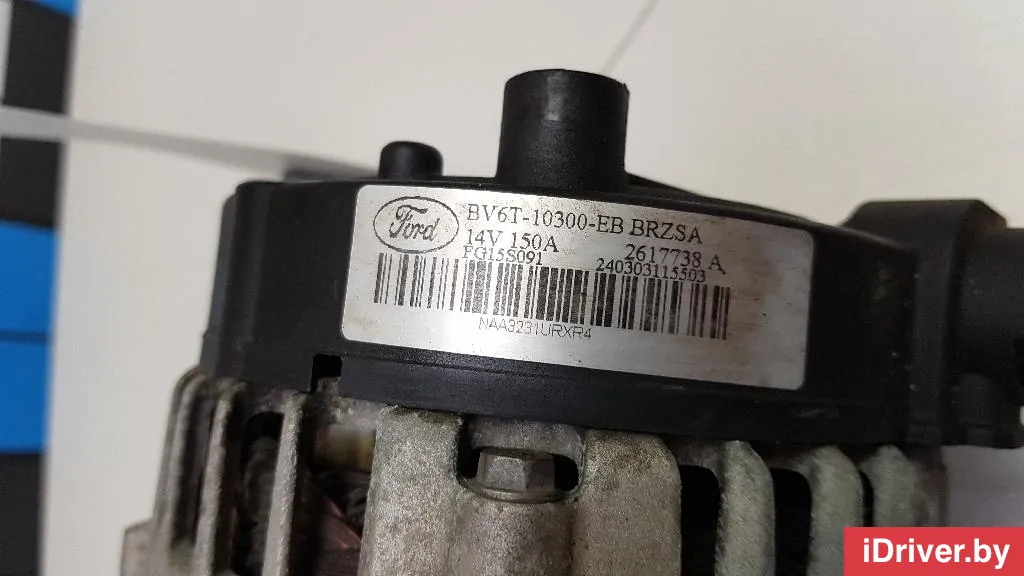 Ford
BV6T-10300-EB BRZSA
14V 150A 2617738 A
FG15S091 240303115503
NAA3231URXR4
iDriver.by